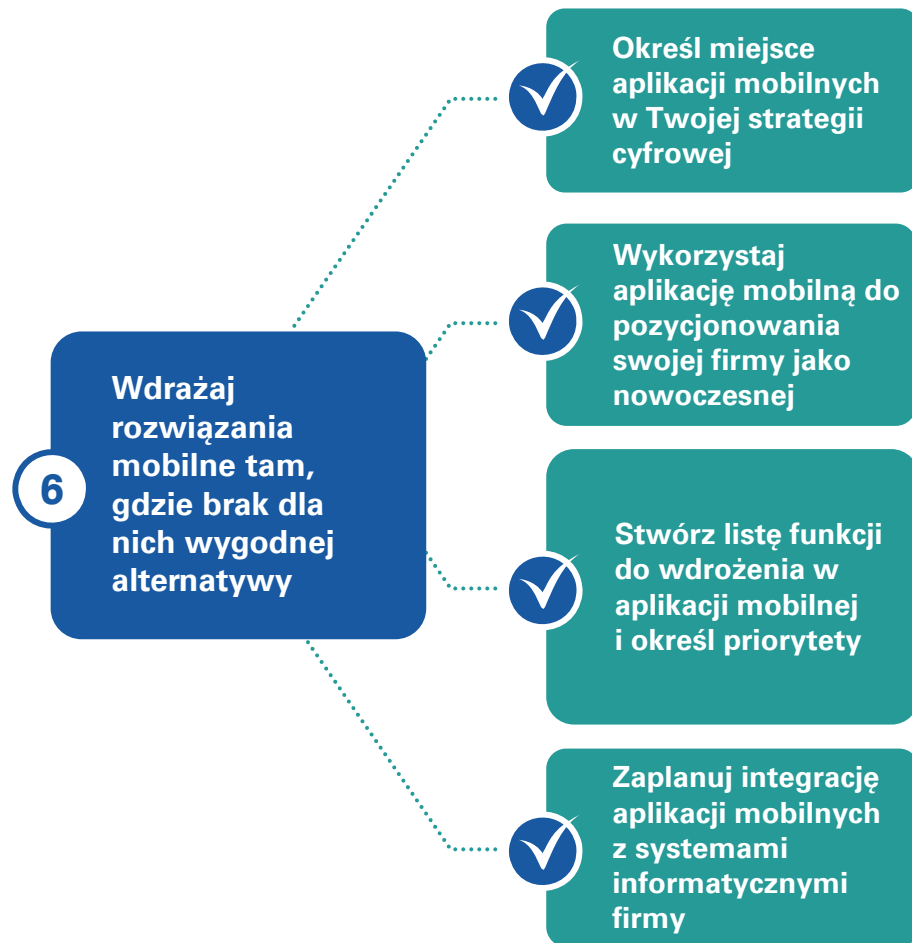 6
Wdrażaj
rozwiązania
mobilne tam,
gdzie brak dla
nich wygodnej
alternatywy
Określ miejsce
aplikacji mobilnych
w Twojej strategii
cyfrowej
Wykorzystaj
aplikację mobilną do
pozycjonowania
swojej firmy jako
nowoczesnej
Stwórz listę funkcji
do wdrożenia w
aplikacji mobilnej
i określ priorytety
Zaplanuj integrację
aplikacji mobilnych
z systemami
informatycznymi
firmy